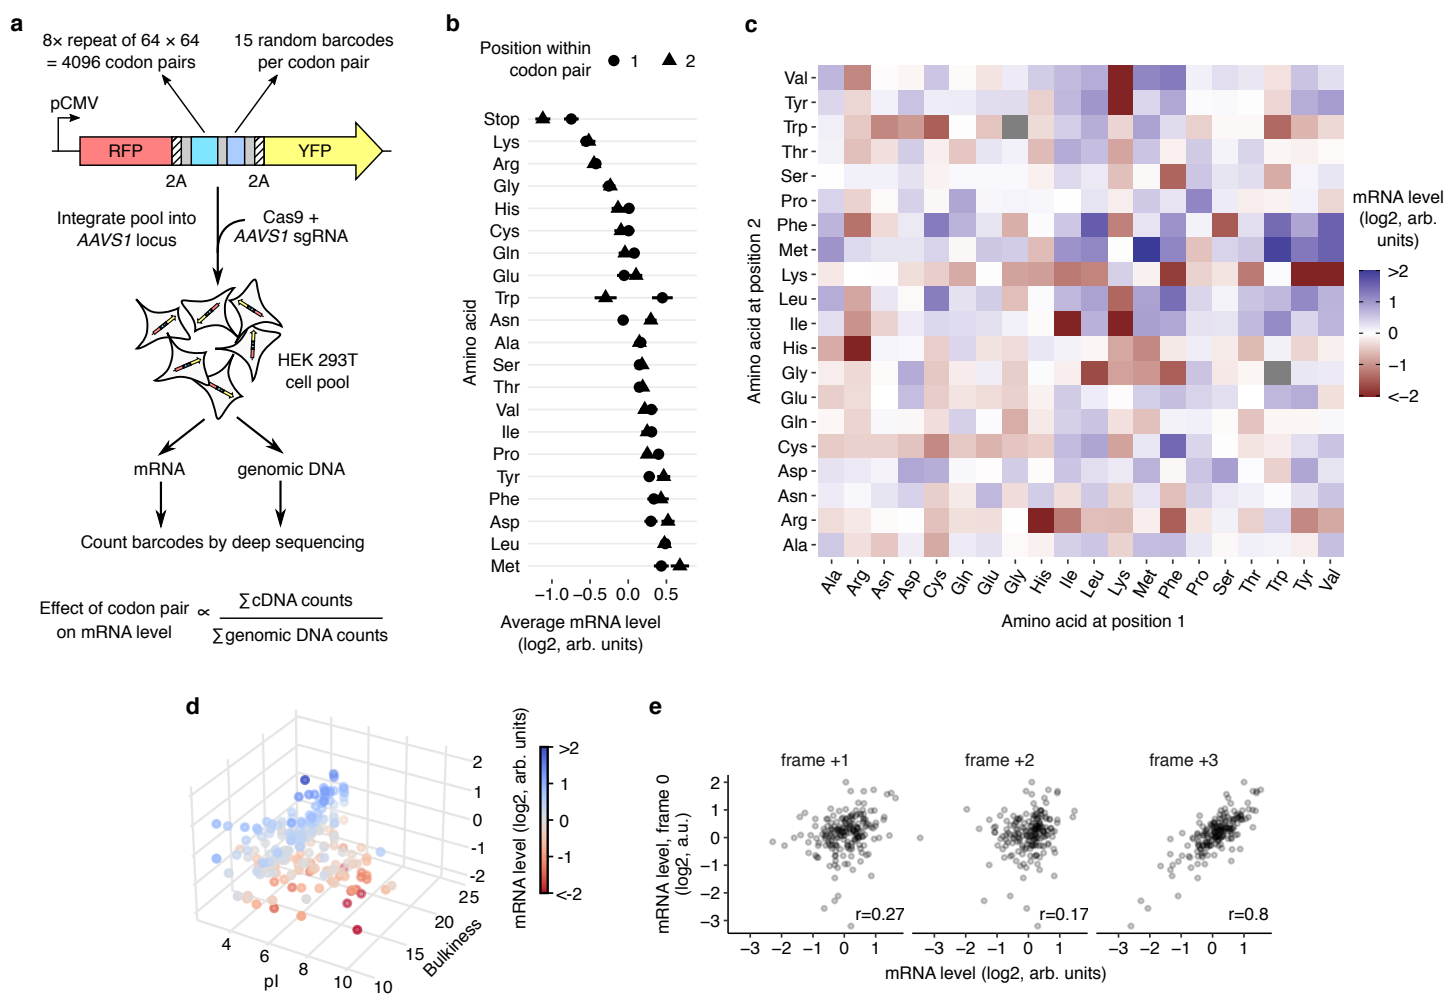 a
8× repeat of 64 × 64
= 4096 codon pairs
15 random barcodes
per codon pair
pCMV
RFP
YFP
2A
2A
Integrate pool into
AAVS1 locus
Cas9 +
AAVS1 sgRNA
HEK 293T
cell pool
mRNA
genomic DNA
Count barcodes by deep sequencing
Effect of codon pair
on mRNA level
∝
∑cDNA counts
∑genomic DNA counts
b
Position within
codon pair
1
2
Amino acid
Stop
Lys
Arg
Gly
His
Cys
Gln
Glu
Trp
Asn
Ala
Ser
Thr
Val
Ile
Pro
Tyr
Phe
Asp
Leu
Met
−1.0 −0.5 0.0 0.5
Average mRNA level
(log2, arb. units)
c
Amino acid at position 2
Val
Tyr
Trp
Thr
Ser
Pro
Phe
Met
Lys
Leu
Ile
His
Gly
Glu
Gln
Cys
Asp
Asn
Arg
Ala
Ala Arg Asn Asp Cys Gln Glu Gly His Ile Leu Lys Met Phe Pro Ser Thr Trp Tyr Val
Amino acid at position 1
mRNA level
(log2, arb.
units)
>2
1
0
−1
<−2
d
2
1
0
-1
-2
25
20
15
10
Bulkiness
4
6
8
10
pI
mRNA level (log2, arb. units)
>2
1
0
-1
<-2
e
frame +1
frame +2
frame +3
mRNA level, frame 0
(log2, a.u.)
2
1
0
−1
−2
−3
r=0.27
r=0.17
r=0.8
−3 −2 −1 0 1
−3 −2 −1 0 1
−3 −2 −1 0 1
mRNA level (log2, arb. units)